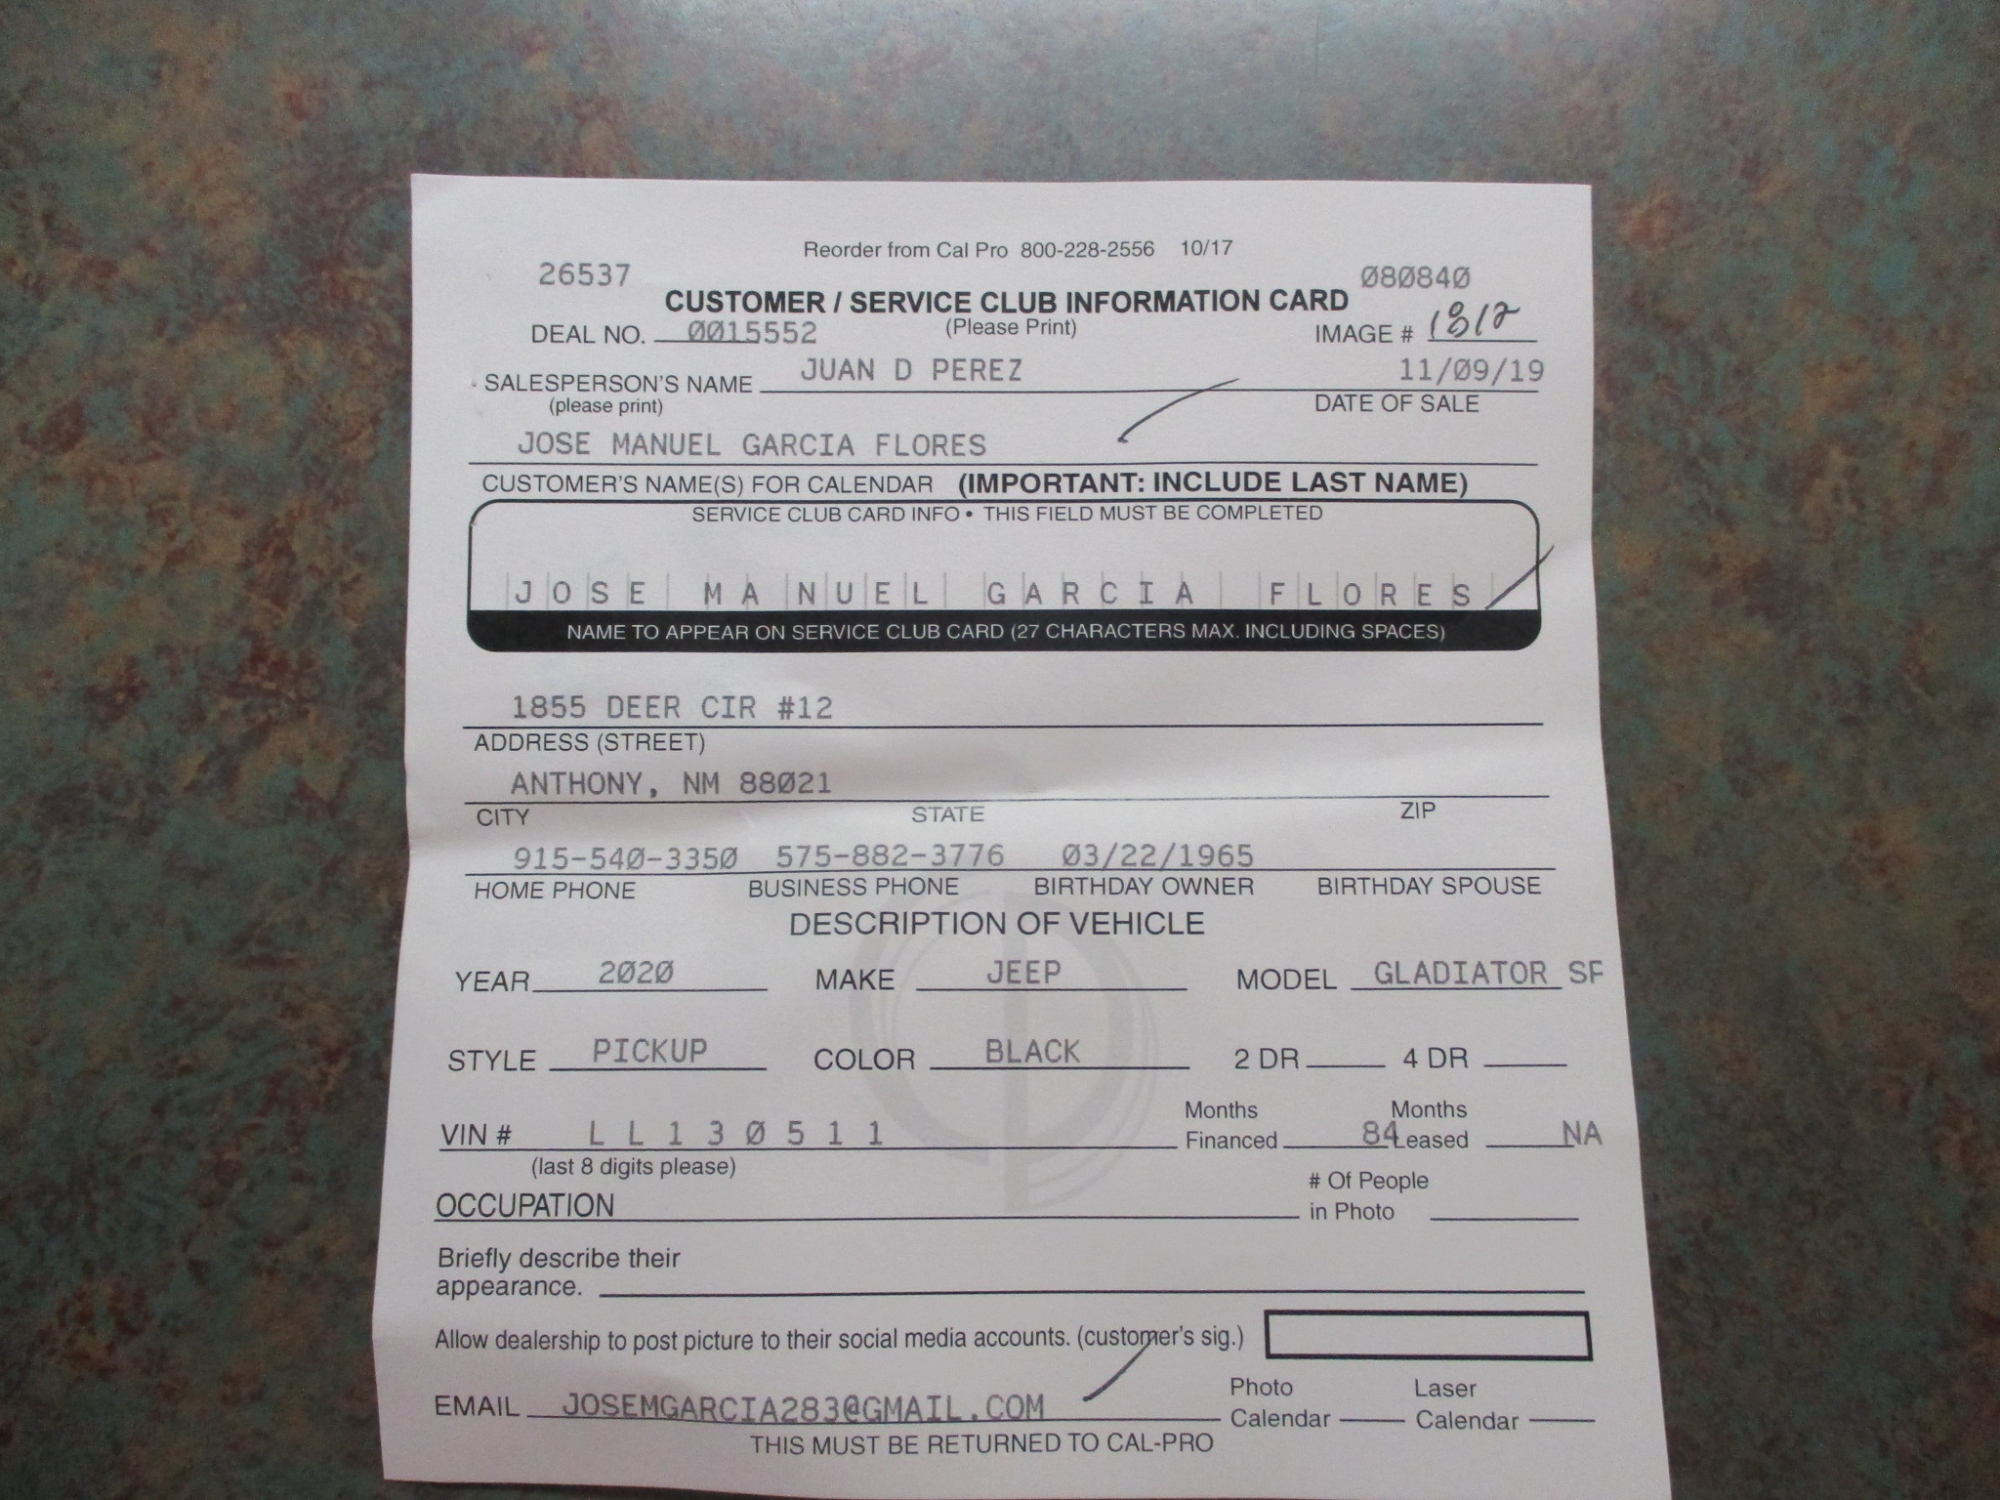 Reorder from Cal Pro 800-228-2556 10/17
26537 080840
CUSTOMER / SERVICE CLUB INFORMATION CARD
DEAL NO. 0015552 (Please Print) IMAGE #
SALESPERSON'S NAME JUAN D PEREZ 11/09/19
(please print) DATE OF SALE
JOSE MANUEL GARCIA FLORES
CUSTOMER'S NAME(S) FOR CALENDAR (IMPORTANT: INCLUDE LAST NAME)
SERVICE CLUB CARD INFO • THIS FIELD MUST BE COMPLETED
JOSE MANUEL GARCIA FLORES
NAME TO APPEAR ON SERVICE CLUB CARD (27 CHARACTERS MAX. INCLUDING SPACES)
1855 DEER CIR #12
ADDRESS (STREET)
ANTHONY, NM 88021
CITY STATE ZIP
915-540-3350 575-882-3776 03/22/1965
HOME PHONE BUSINESS PHONE BIRTHDAY OWNER BIRTHDAY SPOUSE
DESCRIPTION OF VEHICLE
YEAR 2020 MAKE JEEP MODEL GLADIATOR
STYLE PICKUP COLOR BLACK 2 DR 4 DR
Months Months
VIN # LL130511 Financed 84 Leased NA
(last 8 digits please)
# Of People
OCCUPATION in Photo
Briefly describe their
appearance.
Allow dealership to post picture to their social media accounts. (customer's sig.)
Photo Laser
EMAIL JOSEMGARCIA283@GMAIL.COM Calendar Calendar
THIS MUST BE RETURNED TO CAL-PRO